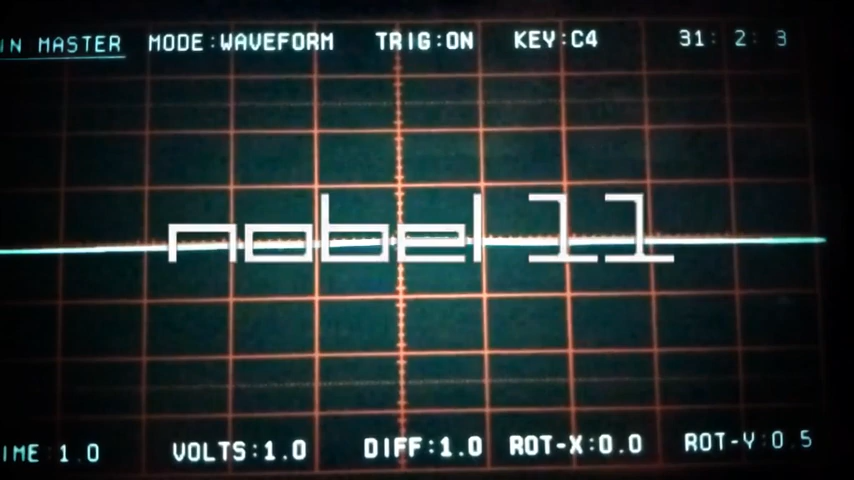 IN MASTER MODE:WAVEFORM TRIG:ON KEY:C4 31: 2: 3
nobel 11
IME:1.0 VOLTS:1.0 DIFF:1.0 ROT-X:0.0 ROT-Y:0.5